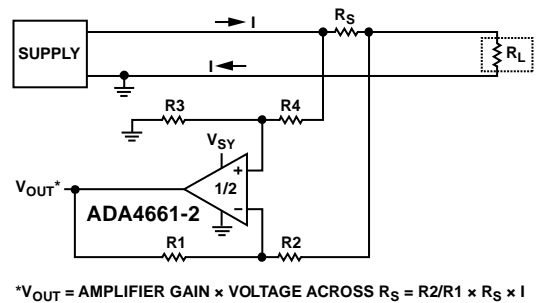 I
R_S
SUPPLY
I
R_L
R3
R4
V_SY
+
V_OUT*
1/2
ADA4661-2
–
R1
R2
*V_OUT = AMPLIFIER GAIN × VOLTAGE ACROSS R_S = R2/R1 × R_S × I